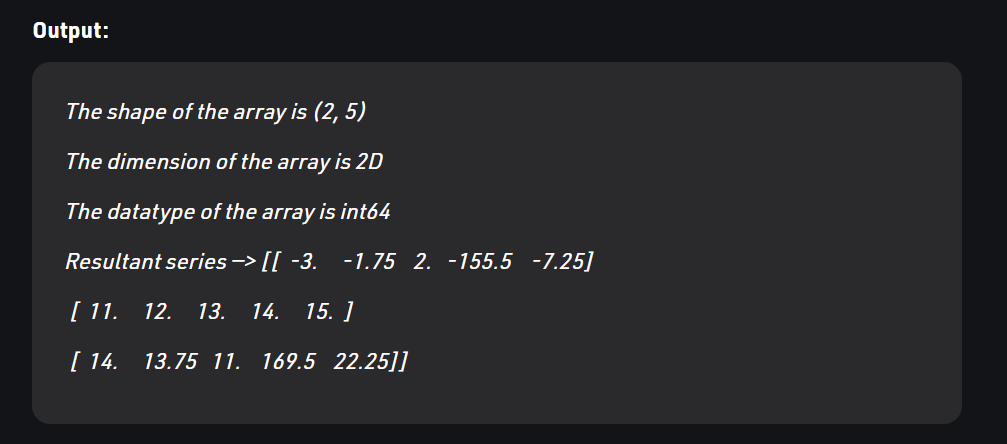 Output:
The shape of the array is (2, 5)
The dimension of the array is 2D
The datatype of the array is int64
Resultant series –> [[ -3. -1.75 2. -155.5 -7.25]
[ 11. 12. 13. 14. 15. ]
[ 14. 13.75 11. 169.5 22.25]]